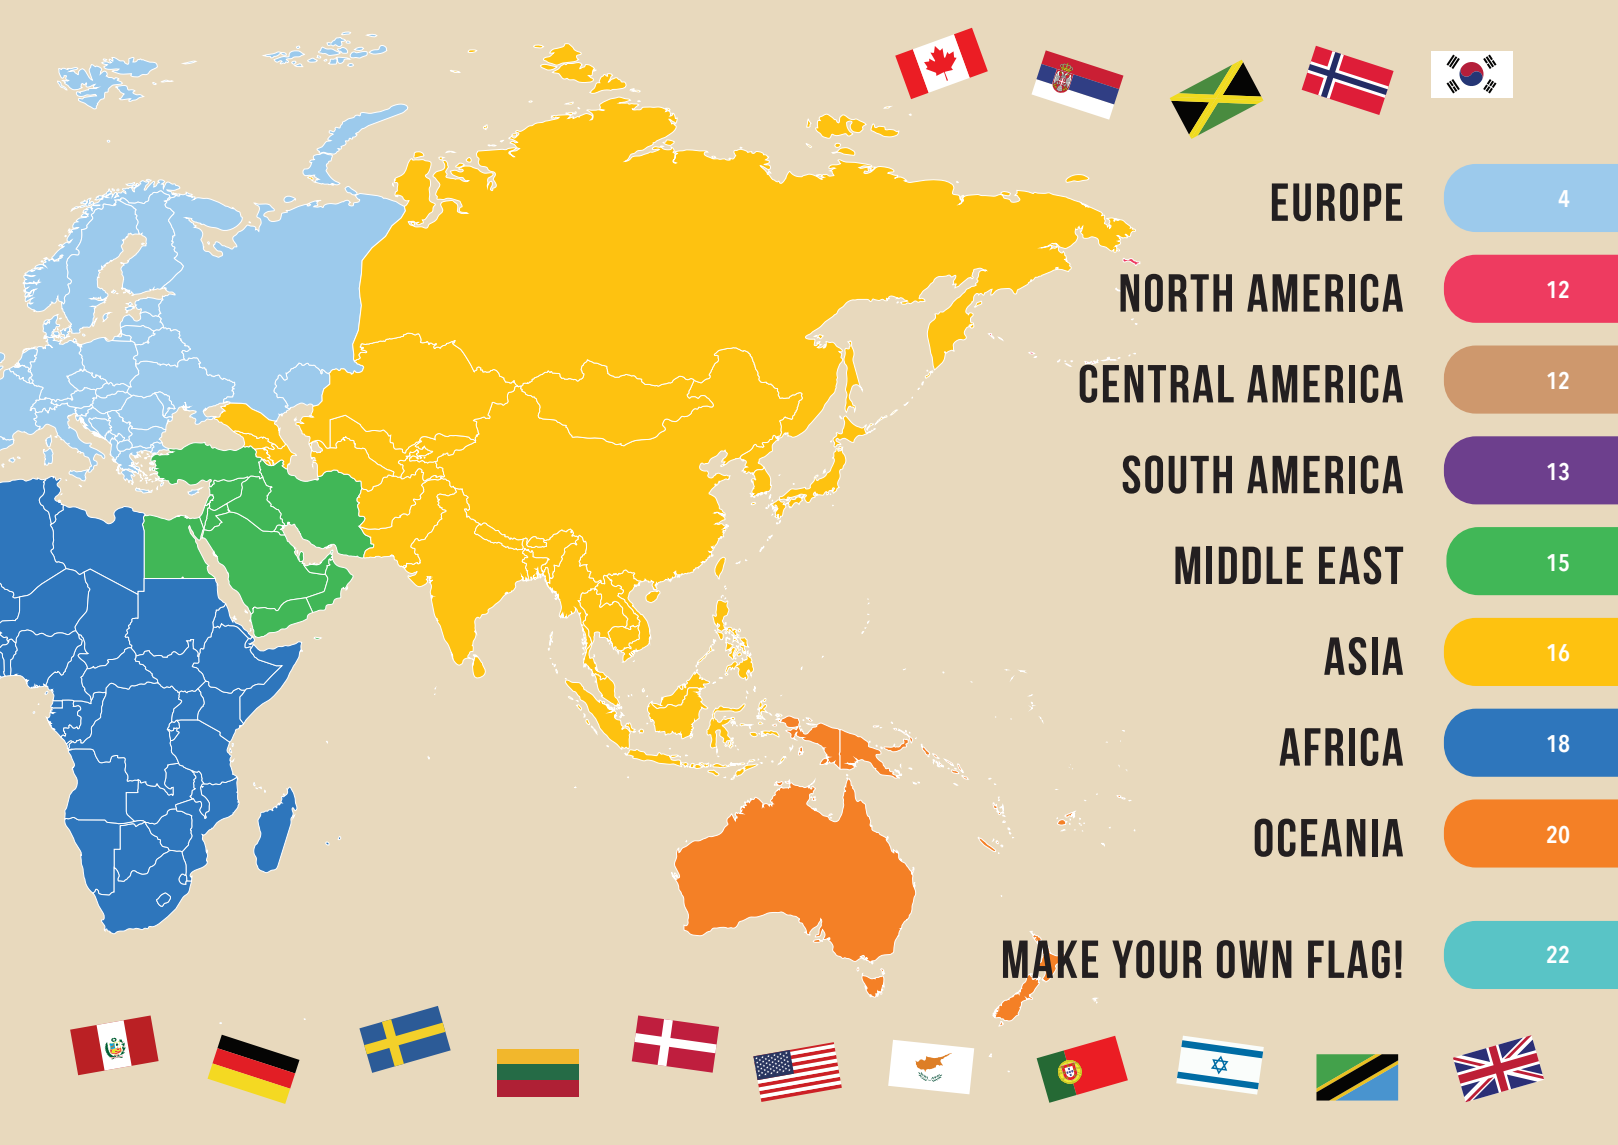 EUROPE 4
NORTH AMERICA 12
CENTRAL AMERICA 12
SOUTH AMERICA 13
MIDDLE EAST 15
ASIA 16
AFRICA 18
OCEANIA 20
MAKE YOUR OWN FLAG! 22